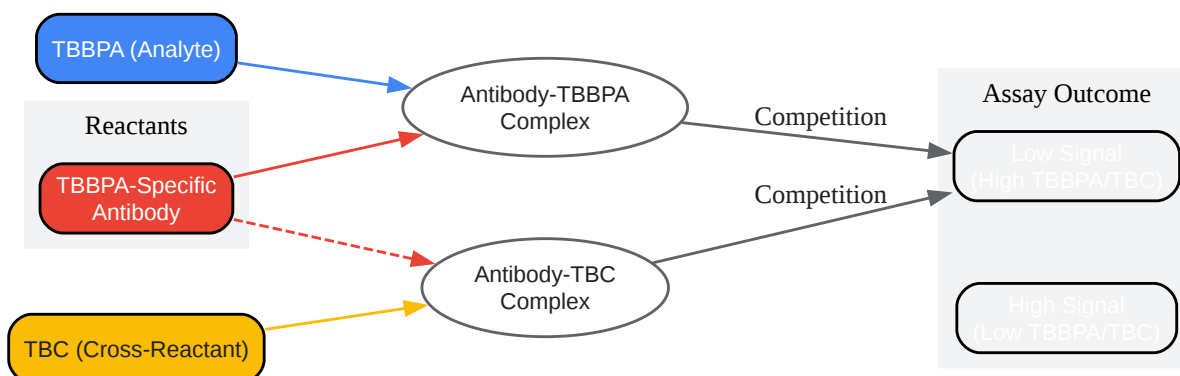 TBBPA (Analyte)
Reactants
TBBPA-Specific
Antibody
TBC (Cross-Reactant)
Antibody-TBBPA
Complex
Antibody-TBC
Complex
Competition
Competition
Assay Outcome
Low Signal
(High TBBPA/TBC)
High Signal
(Low TBBPA/TBC)